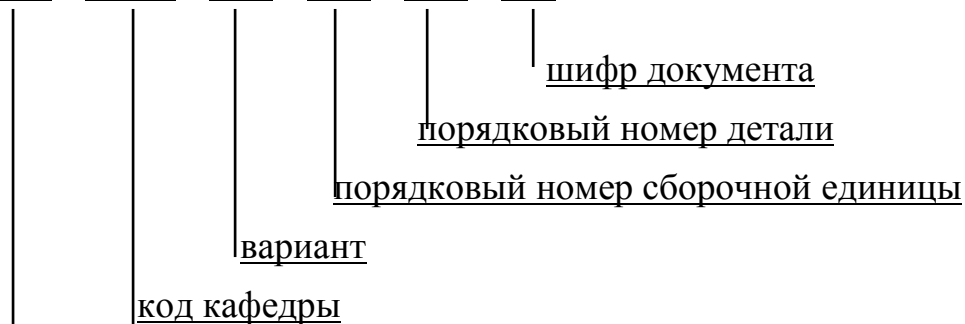 шифр документа
порядковый номер детали
порядковый номер сборочной единицы
вариант
код кафедры